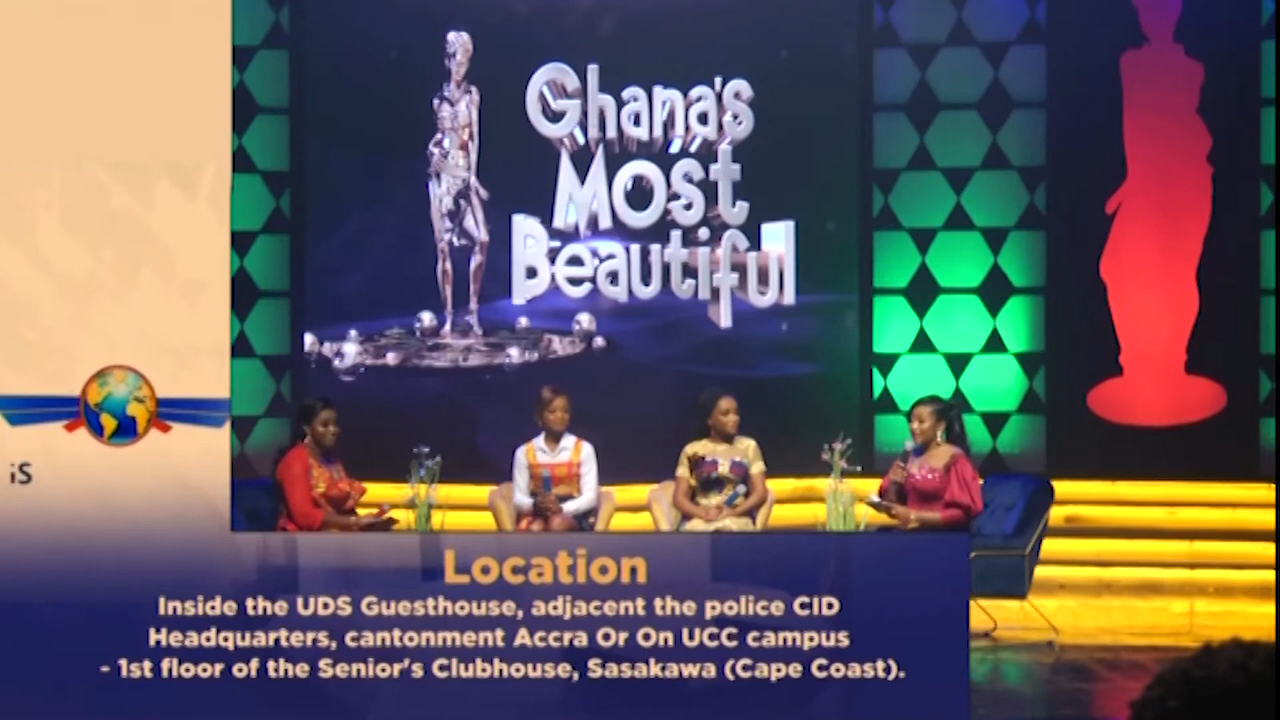 Ghana's
Most
Beautiful
iS
Location
Inside the UDS Guesthouse, adjacent the police CID
Headquarters, cantonment Accra Or On UCC campus
- 1st floor of the Senior's Clubhouse, Sasakawa (Cape Coast).